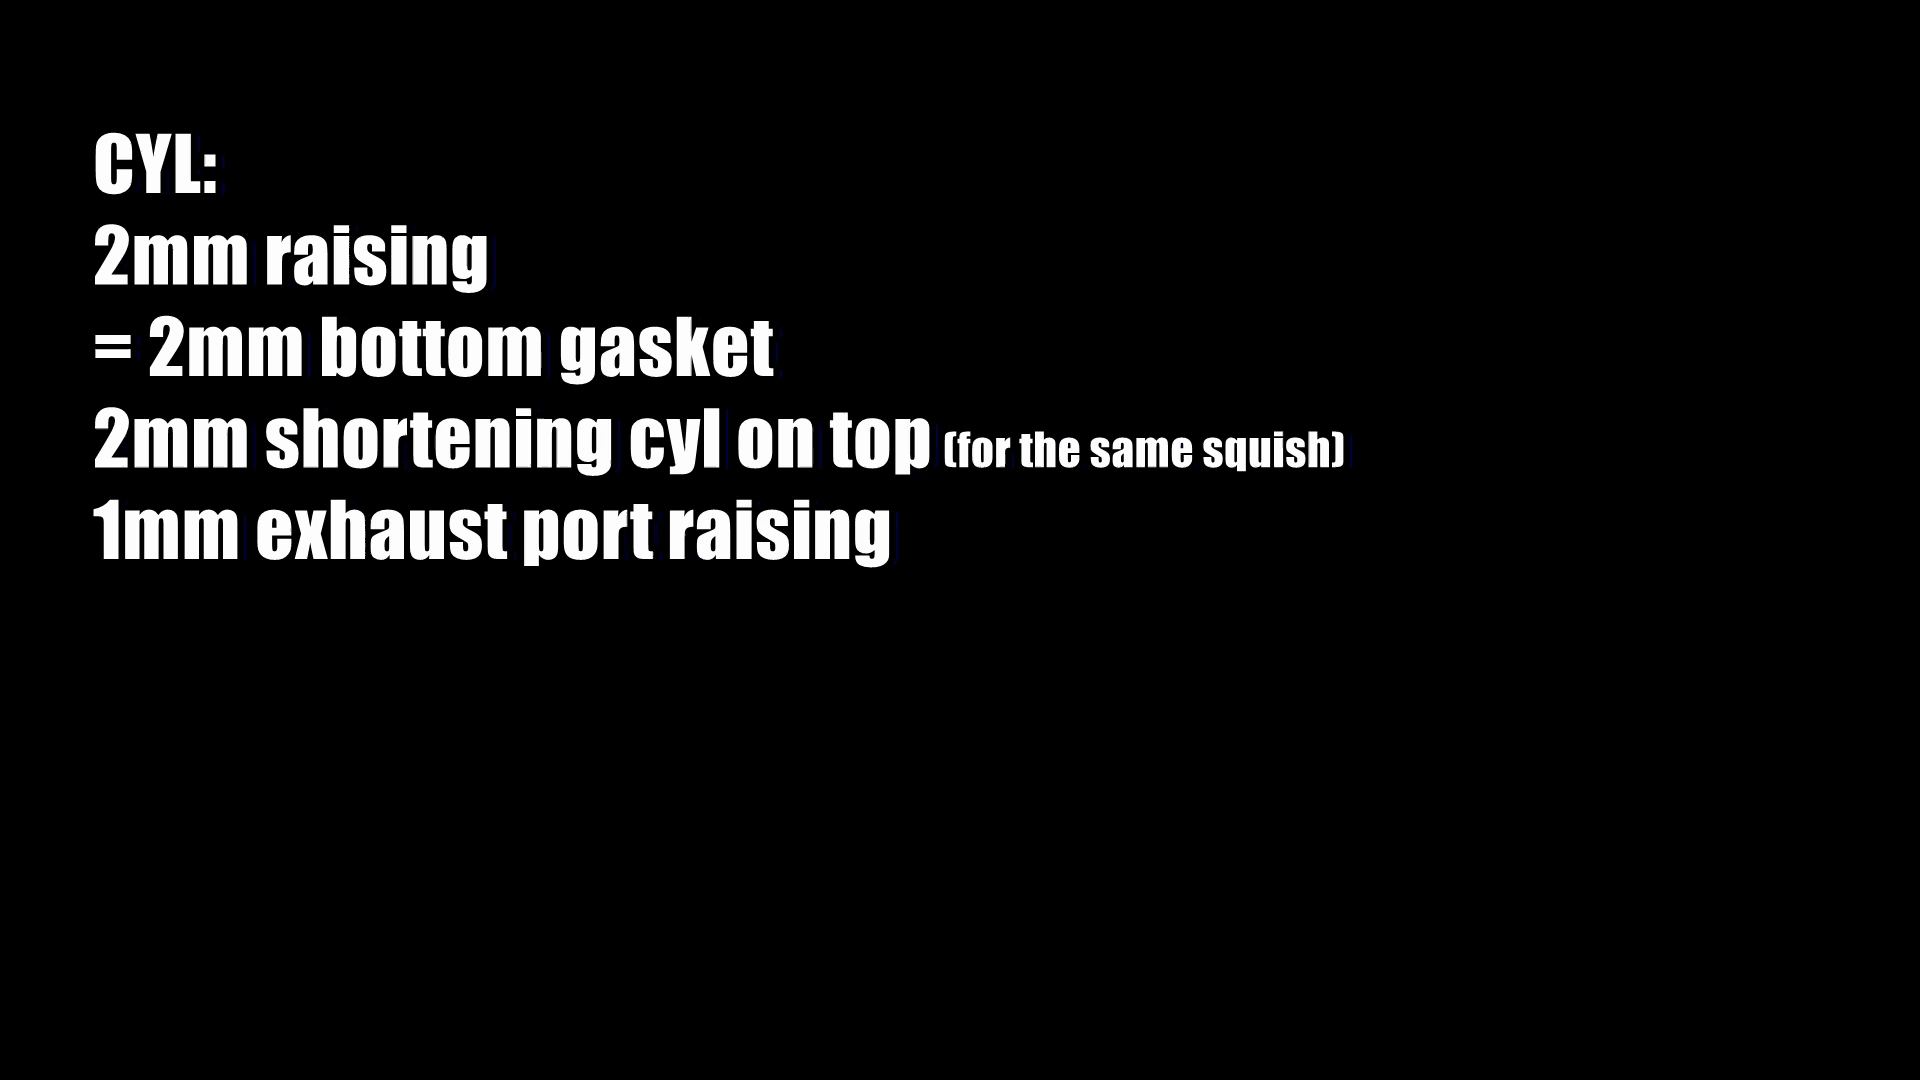 CYL:
2mm raising
= 2mm bottom gasket
2mm shortening cyl on top (for the same squish)
1mm exhaust port raising